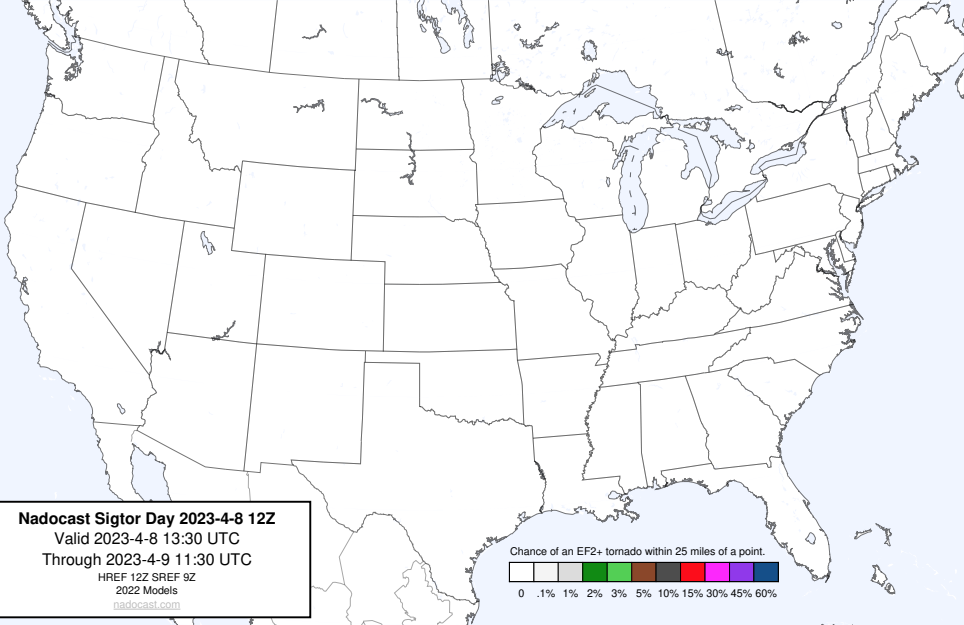 Nadocast Sigtor Day 2023-4-8 12Z
Valid 2023-4-8 13:30 UTC
Through 2023-4-9 11:30 UTC
HREF 12Z SREF 9Z
2022 Models
nadocast.com
Chance of an EF2+ tornado within 25 miles of a point.
0 .1% 1% 2% 3% 5% 10% 15% 30% 45% 60%